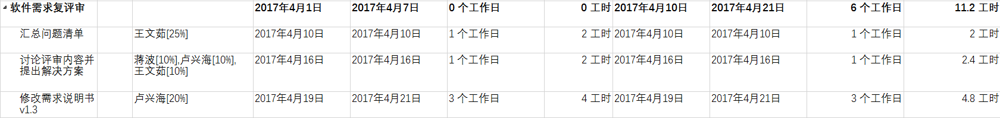 软件需求复评审 2017年4月1日 2017年4月7日 0 个工作日 0 工时 2017年4月10日 2017年4月21日 6 个工作日 11.2 工时
汇总问题清单 王文茹[25%] 2017年4月10日 2017年4月10日 1 个工作日 2 工时 2017年4月10日 2017年4月10日 1 个工作日 2 工时
讨论评审内容并 蒋波[10%],卢兴海[10%], 2017年4月16日 2017年4月16日 1 个工作日 2 工时 2017年4月16日 2017年4月16日 1 个工作日 2.4 工时
提出解决方案 王文茹[10%]
修改需求说明书 卢兴海[20%] 2017年4月19日 2017年4月21日 3 个工作日 4 工时 2017年4月19日 2017年4月21日 3 个工作日 4.8 工时
v1.3